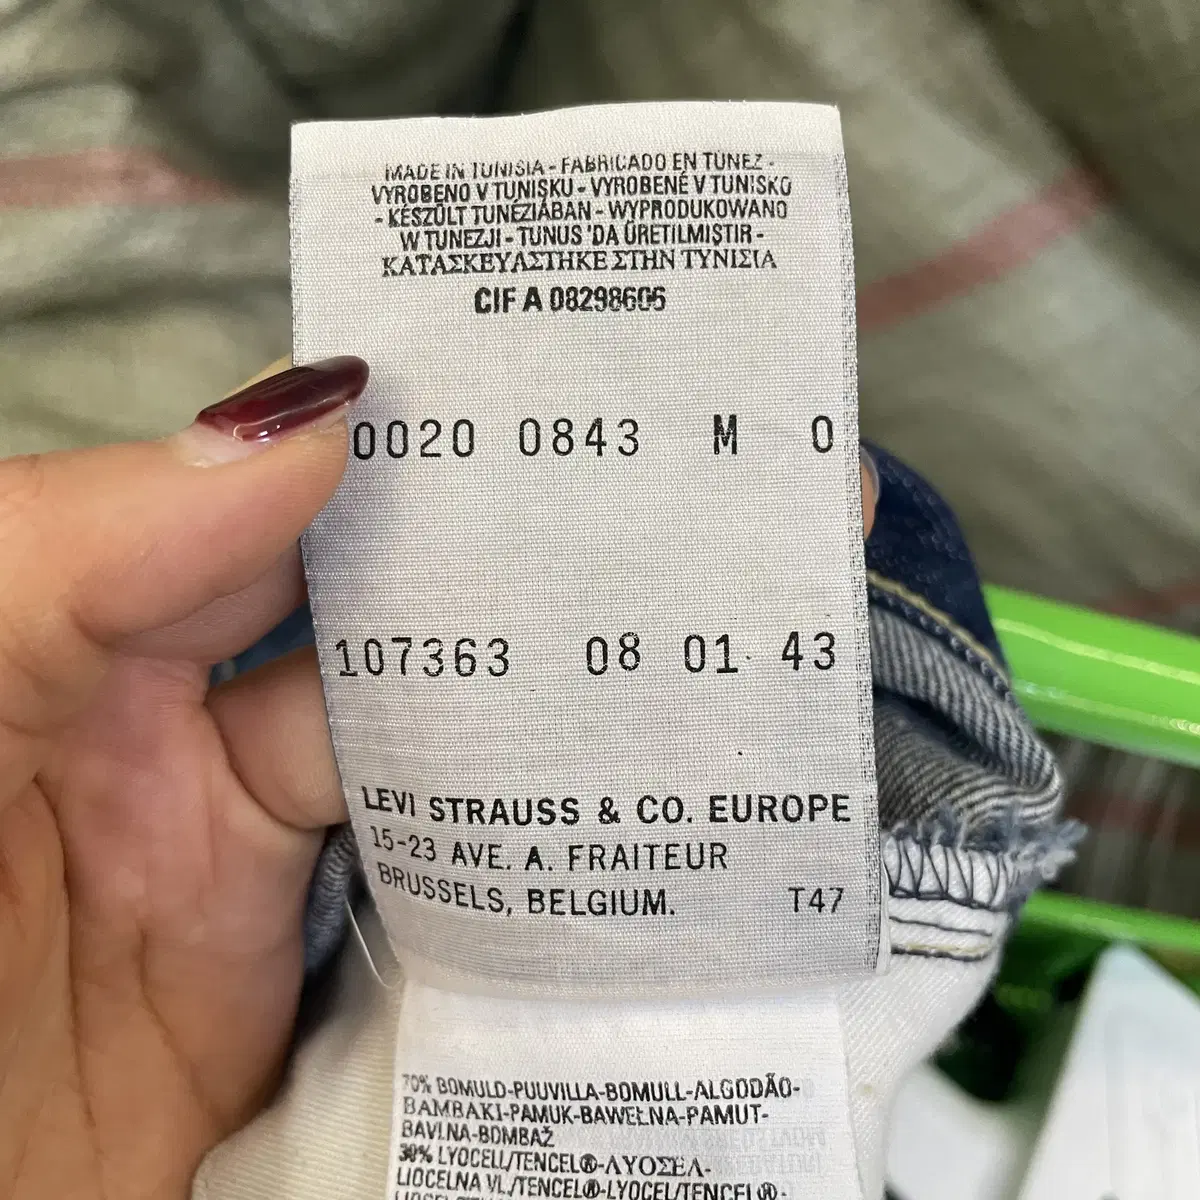 MADE IN TUNISIA - FABRICADO EN TÚNEZ -
VYROBENO V TUNISKU - VYROBENÉ V TUNISKO
- KÉSZÜLT TUNÉZIÁBAN - WYPRODUKOWANO
W TUNEZJI - TUNUS 'DA ÜRETILMIŞTIR -
ΚΑΤΑΣΚΕΥΑΣΤΗΚΕ ΣΤΗΝ ΤΥΝΙΣΙΑ
CIF A 08298606
0020 0843 M 0
107363 08 01 43
LEVI STRAUSS & CO. EUROPE
15-23 AVE. A. FRAITEUR
BRUSSELS, BELGIUM. T47
70% BOMULD-PUUVILLA-BOMULL-ALGODÃO-
BAMBAKI-PAMUK-BAWEŁNA-PAMUT-
BAVLNA-BOMBAŽ
30% LYOCELL/TENCEL®-ΛΥΟΣΕΛ-
LIOCELNA VL/TENCEL®-LYOCEL/TENCEL®-